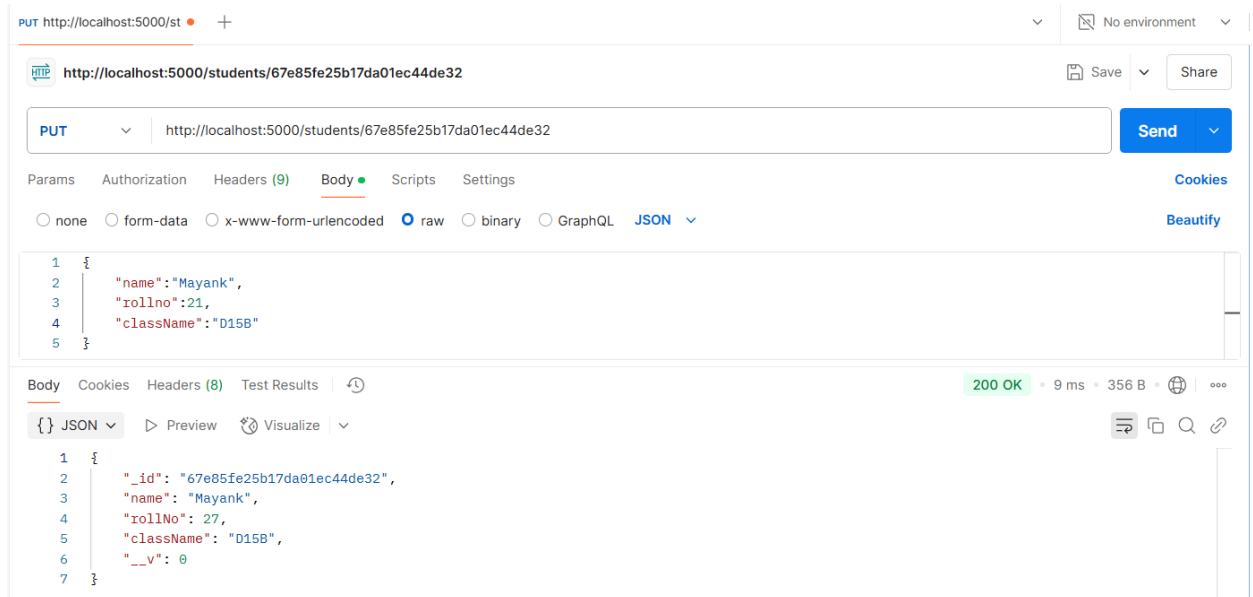 PUT http://localhost:5000/st
No environment
HTTP http://localhost:5000/students/67e85fe25b17da01ec44de32
Save
Share
PUT http://localhost:5000/students/67e85fe25b17da01ec44de32
Send
Params Authorization Headers (9) Body Scripts Settings Cookies
none form-data x-www-form-urlencoded raw binary GraphQL JSON Beautify
1 {
2 "name":"Mayank",
3 "rollno":21,
4 "className":"D15B"
5 }
Body Cookies Headers (8) Test Results 200 OK • 9 ms • 356 B •
{} JSON Preview Visualize
1 {
2 "_id": "67e85fe25b17da01ec44de32",
3 "name": "Mayank",
4 "rollNo": 27,
5 "className": "D15B",
6 "__v": 0
7 }